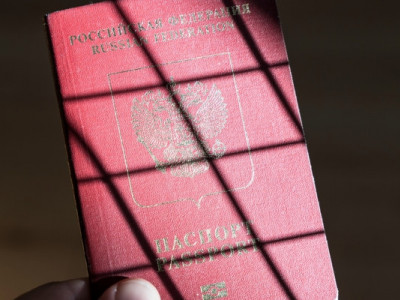 РОССИЙСКАЯ ФЕДЕРАЦИЯ
RUSSIAN FEDERATION
ПАСПОРТ
PASSPORT